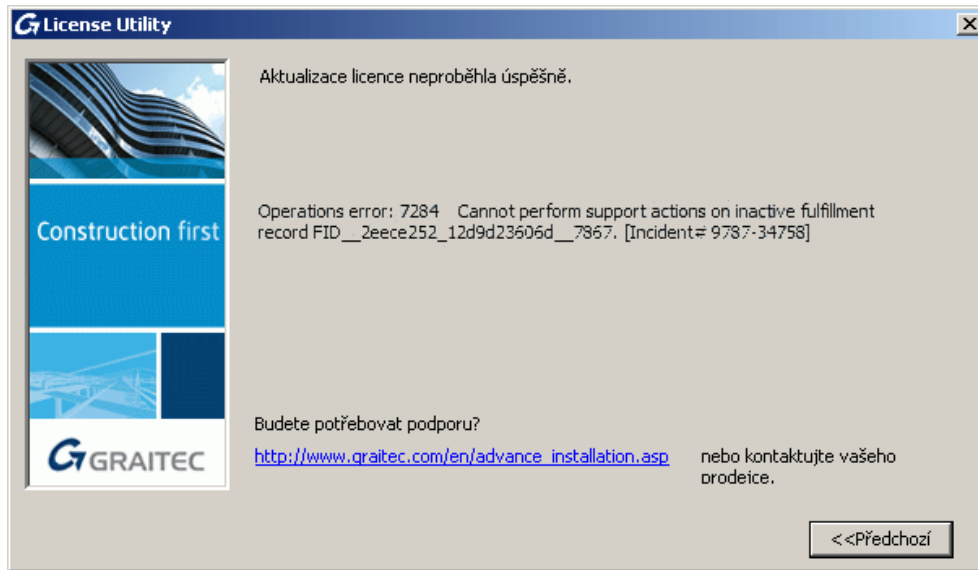 License Utility
Aktualizace licence neproběhla úspěšně.
Operations error: 7284 Cannot perform support actions on inactive fulfillment
record FID__2eece252_12d9d23606d__7867. [Incident# 9787-34758]
Construction first
Budete potřebovat podporu?
http://www.graitec.com/en/advance_installation.asp
nebo kontaktujte vašeho
prodejce.
GRAITEC
<<Předchozí